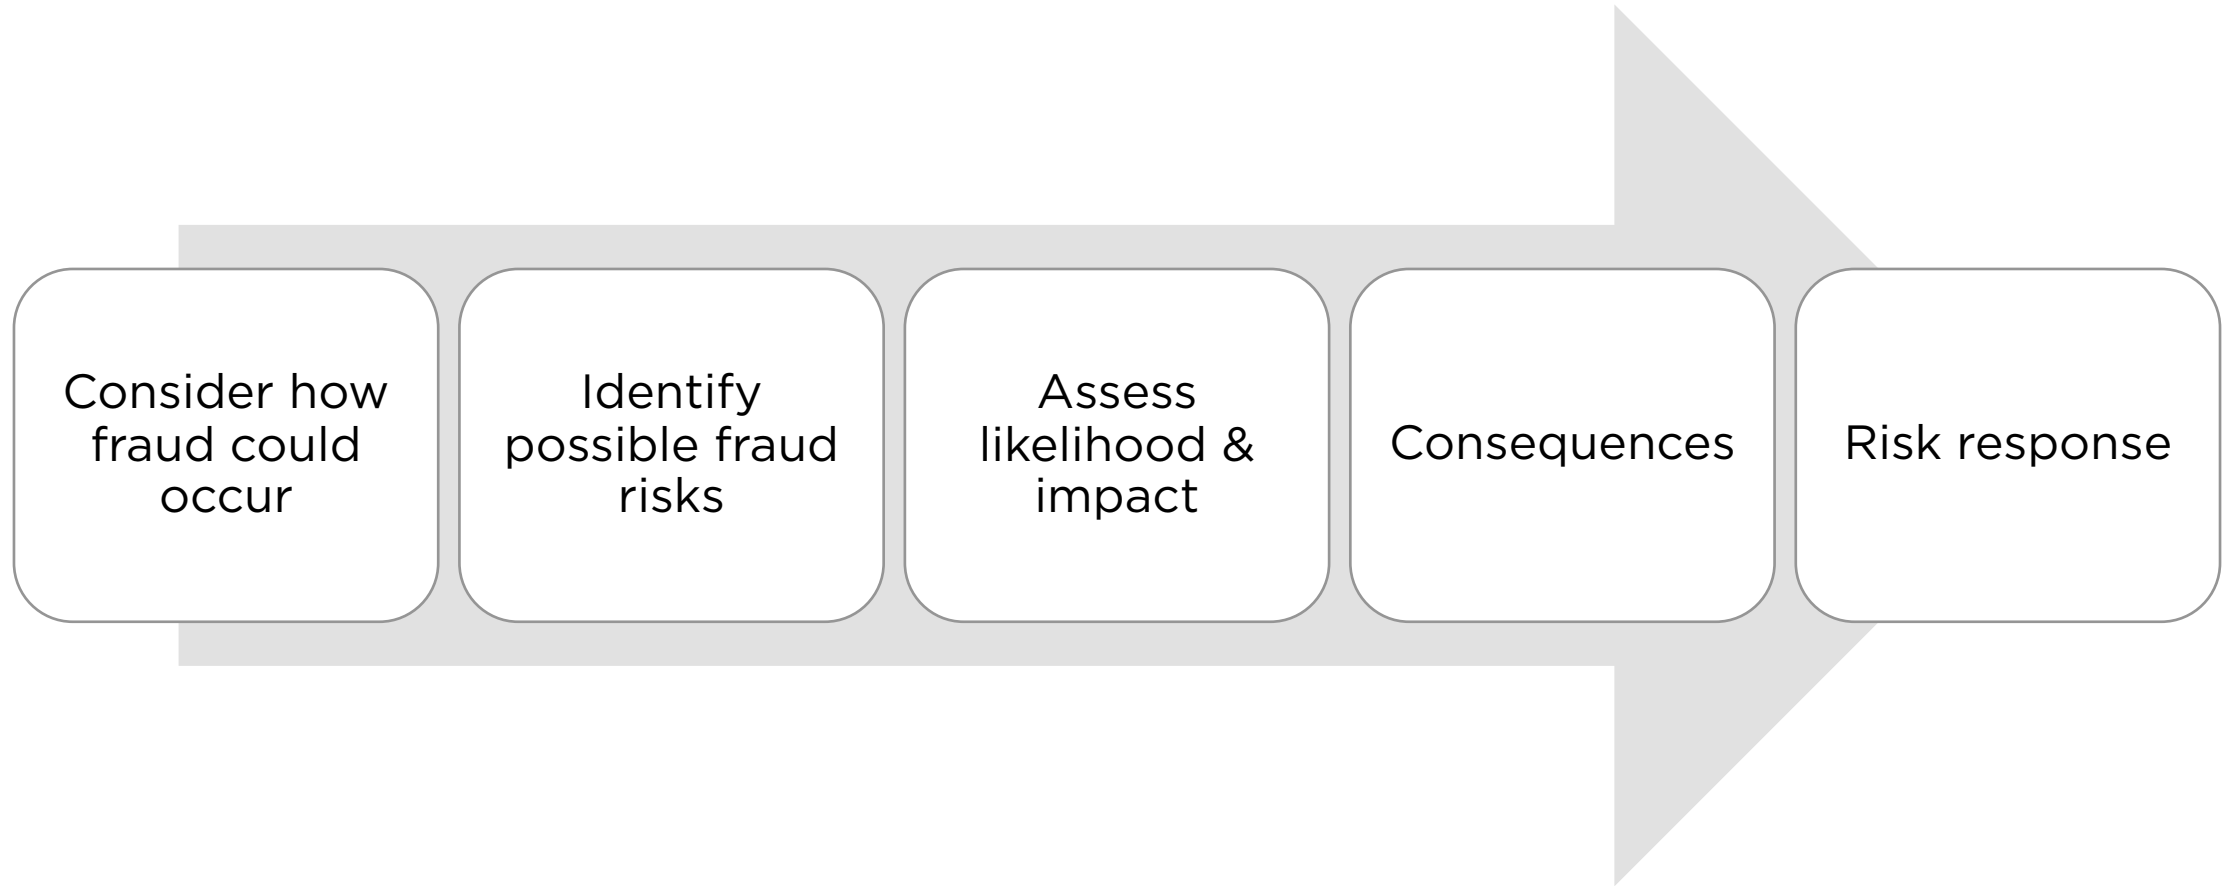 Consider how
fraud could
occur
Identify
possible fraud
risks
Assess
likelihood &
impact
Consequences
Risk response